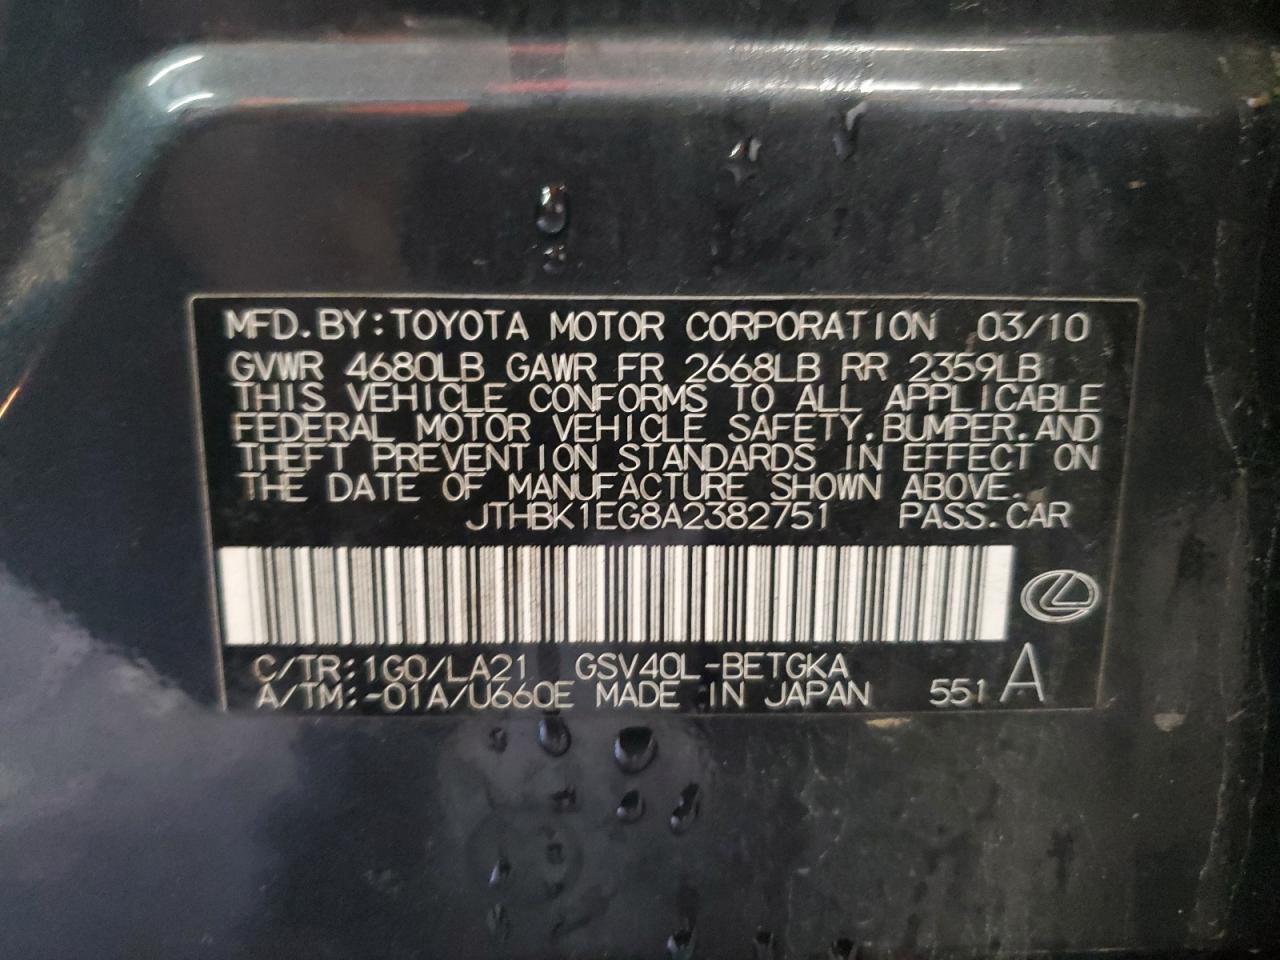 MFD.BY:TOYOTA MOTOR CORPORATION 03/10
GVWR 4680LB GAWR FR 2668LB RR 2359LB
THIS VEHICLE CONFORMS TO ALL APPLICABLE
FEDERAL MOTOR VEHICLE SAFETY,BUMPER,AND
THEFT PREVENTION STANDARDS IN EFFECT ON
THE DATE OF MANUFACTURE SHOWN ABOVE.
JTHBK1EG8A2382751 PASS.CAR
C/TR:1G0/LA21 GSV40L-BETGKA
A/TM:-01A/U660E MADE IN JAPAN 551 A